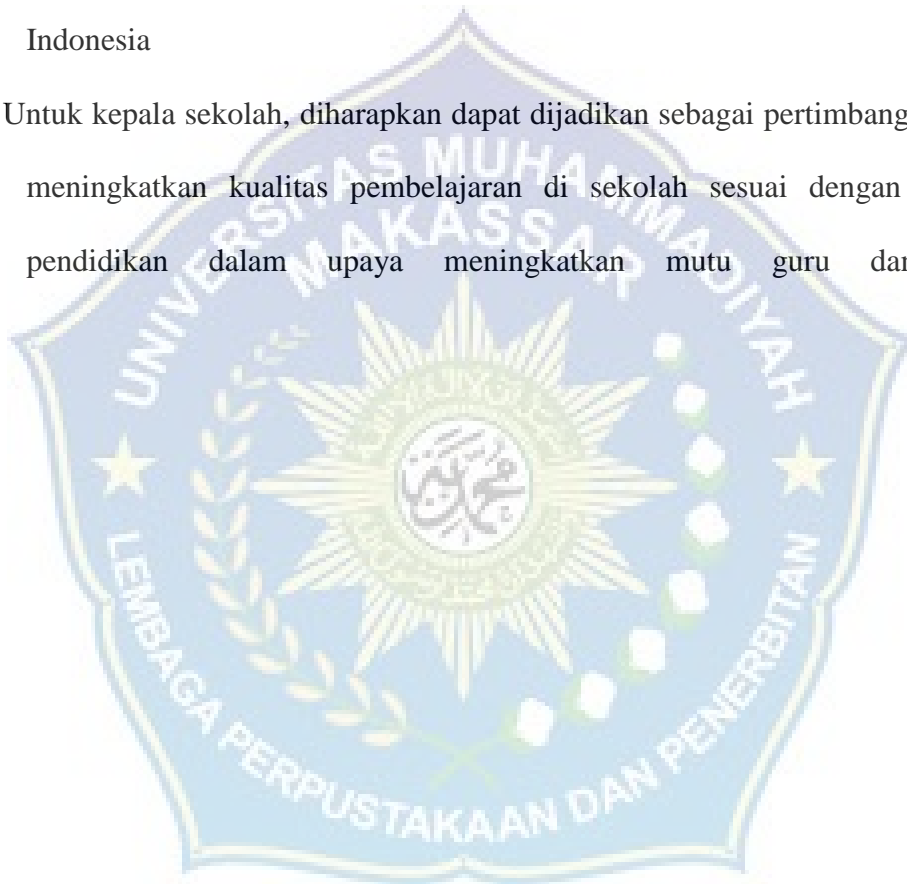 Indonesia
Untuk kepala sekolah, diharapkan dapat dijadikan sebagai pertimbang
meningkatkan kualitas pembelajaran di sekolah sesuai dengan
pendidikan dalam upaya meningkatkan mutu guru dan
UNIVERSITAS MUHAMMADIYAH
MAKASSAR
LEMBAGA PERPUSTAKAAN DAN PENERBITAN